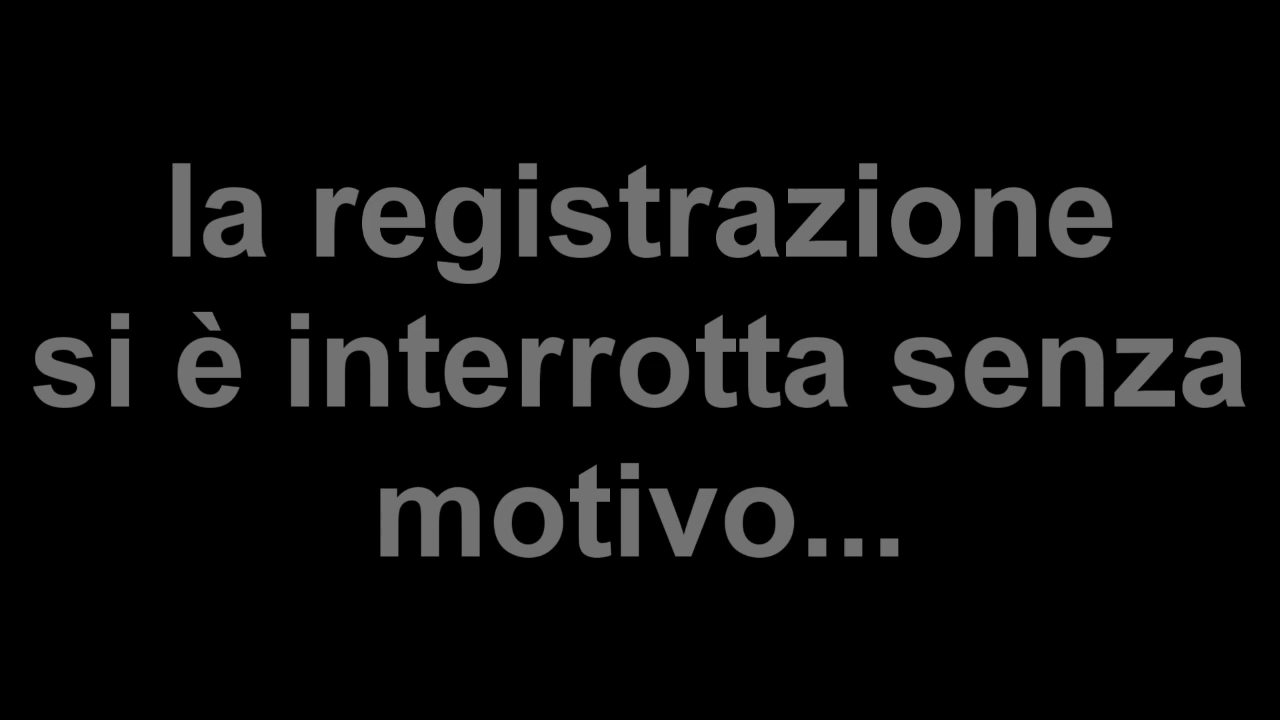 la registrazione
si è interrotta senza
motivo...